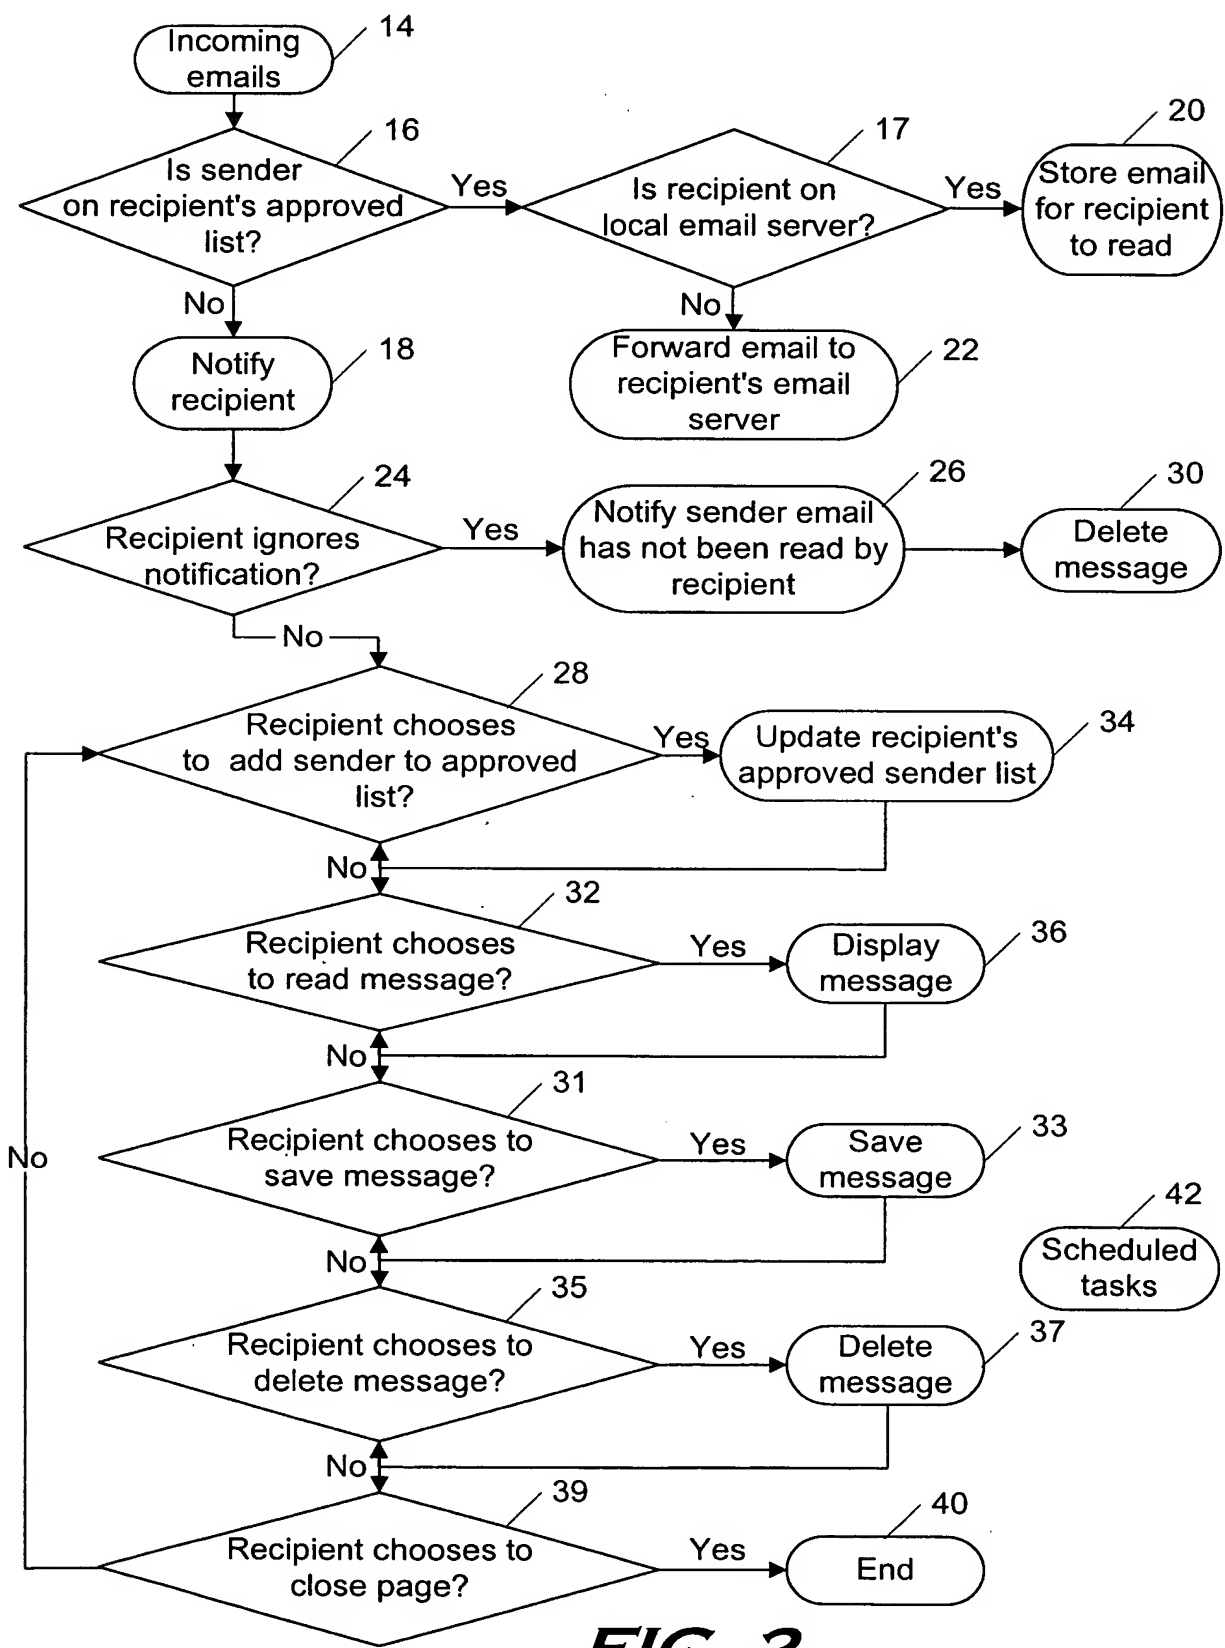 Incoming
emails
14
Is sender
on recipient's approved
list?
16
Yes
Is recipient on
local email server?
17
Yes
Store email
for recipient
to read
20
No
No
Notify
recipient
18
Forward email to
recipient's email
server
22
Recipient ignores
notification?
24
Yes
Notify sender email
has not been read by
recipient
26
Delete
message
30
No
Recipient chooses
to add sender to approved
list?
28
Yes
Update recipient's
approved sender list
34
No
Recipient chooses
to read message?
32
Yes
Display
message
36
No
Recipient chooses to
save message?
31
Yes
Save
message
33
No
No
Scheduled
tasks
42
Recipient chooses to
delete message?
35
Yes
Delete
message
37
No
Recipient chooses to
close page?
39
Yes
End
40
FIG.